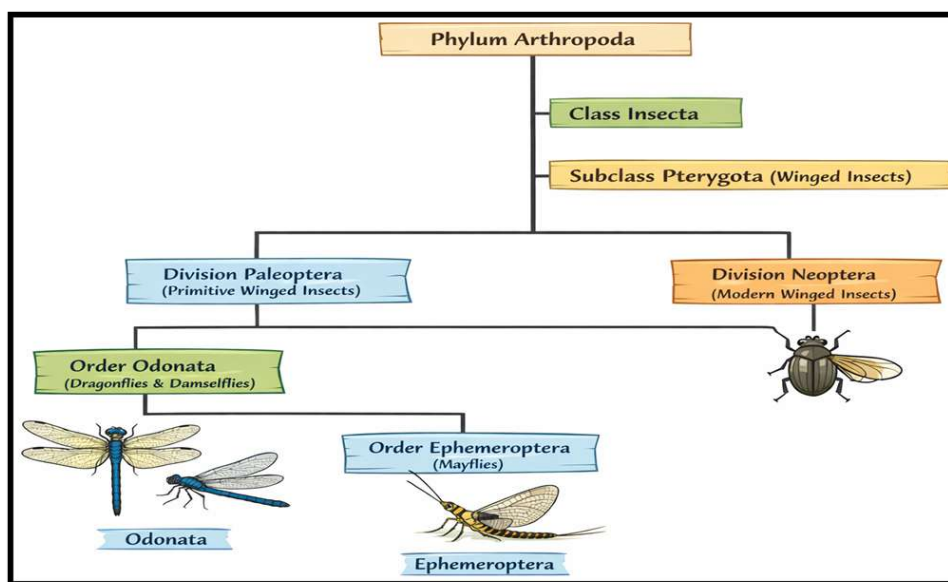 Phylum Arthropoda
Class Insecta
Subclass Pterygota (Winged Insects)
Division Paleoptera
(Primitive Winged Insects)
Division Neoptera
(Modern Winged Insects)
Order Odonata
(Dragonflies & Damselflies)
Order Ephemeroptera
(Mayflies)
Odonata
Ephemeroptera